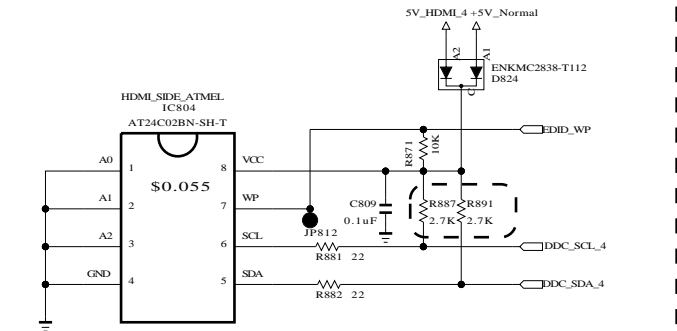 5V_HDMI_4 +5V_Normal
A2
A1
C
ENKMC2838-T112
D824
HDMI_SIDE_ATMEL
IC804
AT24C02BN-SH-T
EDID_WP
R871
10K
A0
1
8
VCC
$0.055
A1
2
7
WP
C809
0.1uF
R887
R891
2.7K
2.7K
JP812
A2
3
6
SCL
R881 22
DDC_SCL_4
GND
4
5
SDA
R882 22
DDC_SDA_4